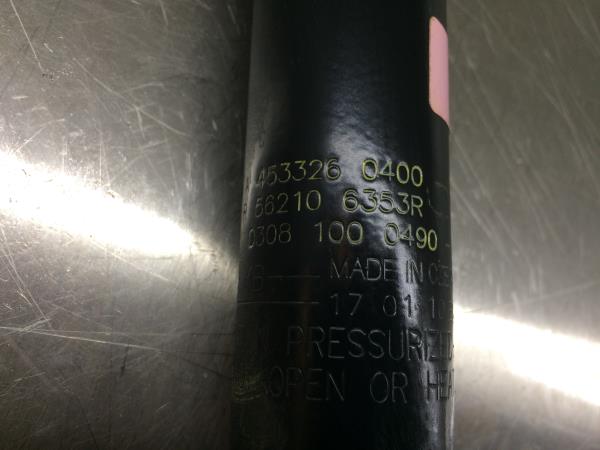 453326 0400
56210 6353R
0308 100 0490
MADE IN
17 01
PRESSURIZED
OPEN OR